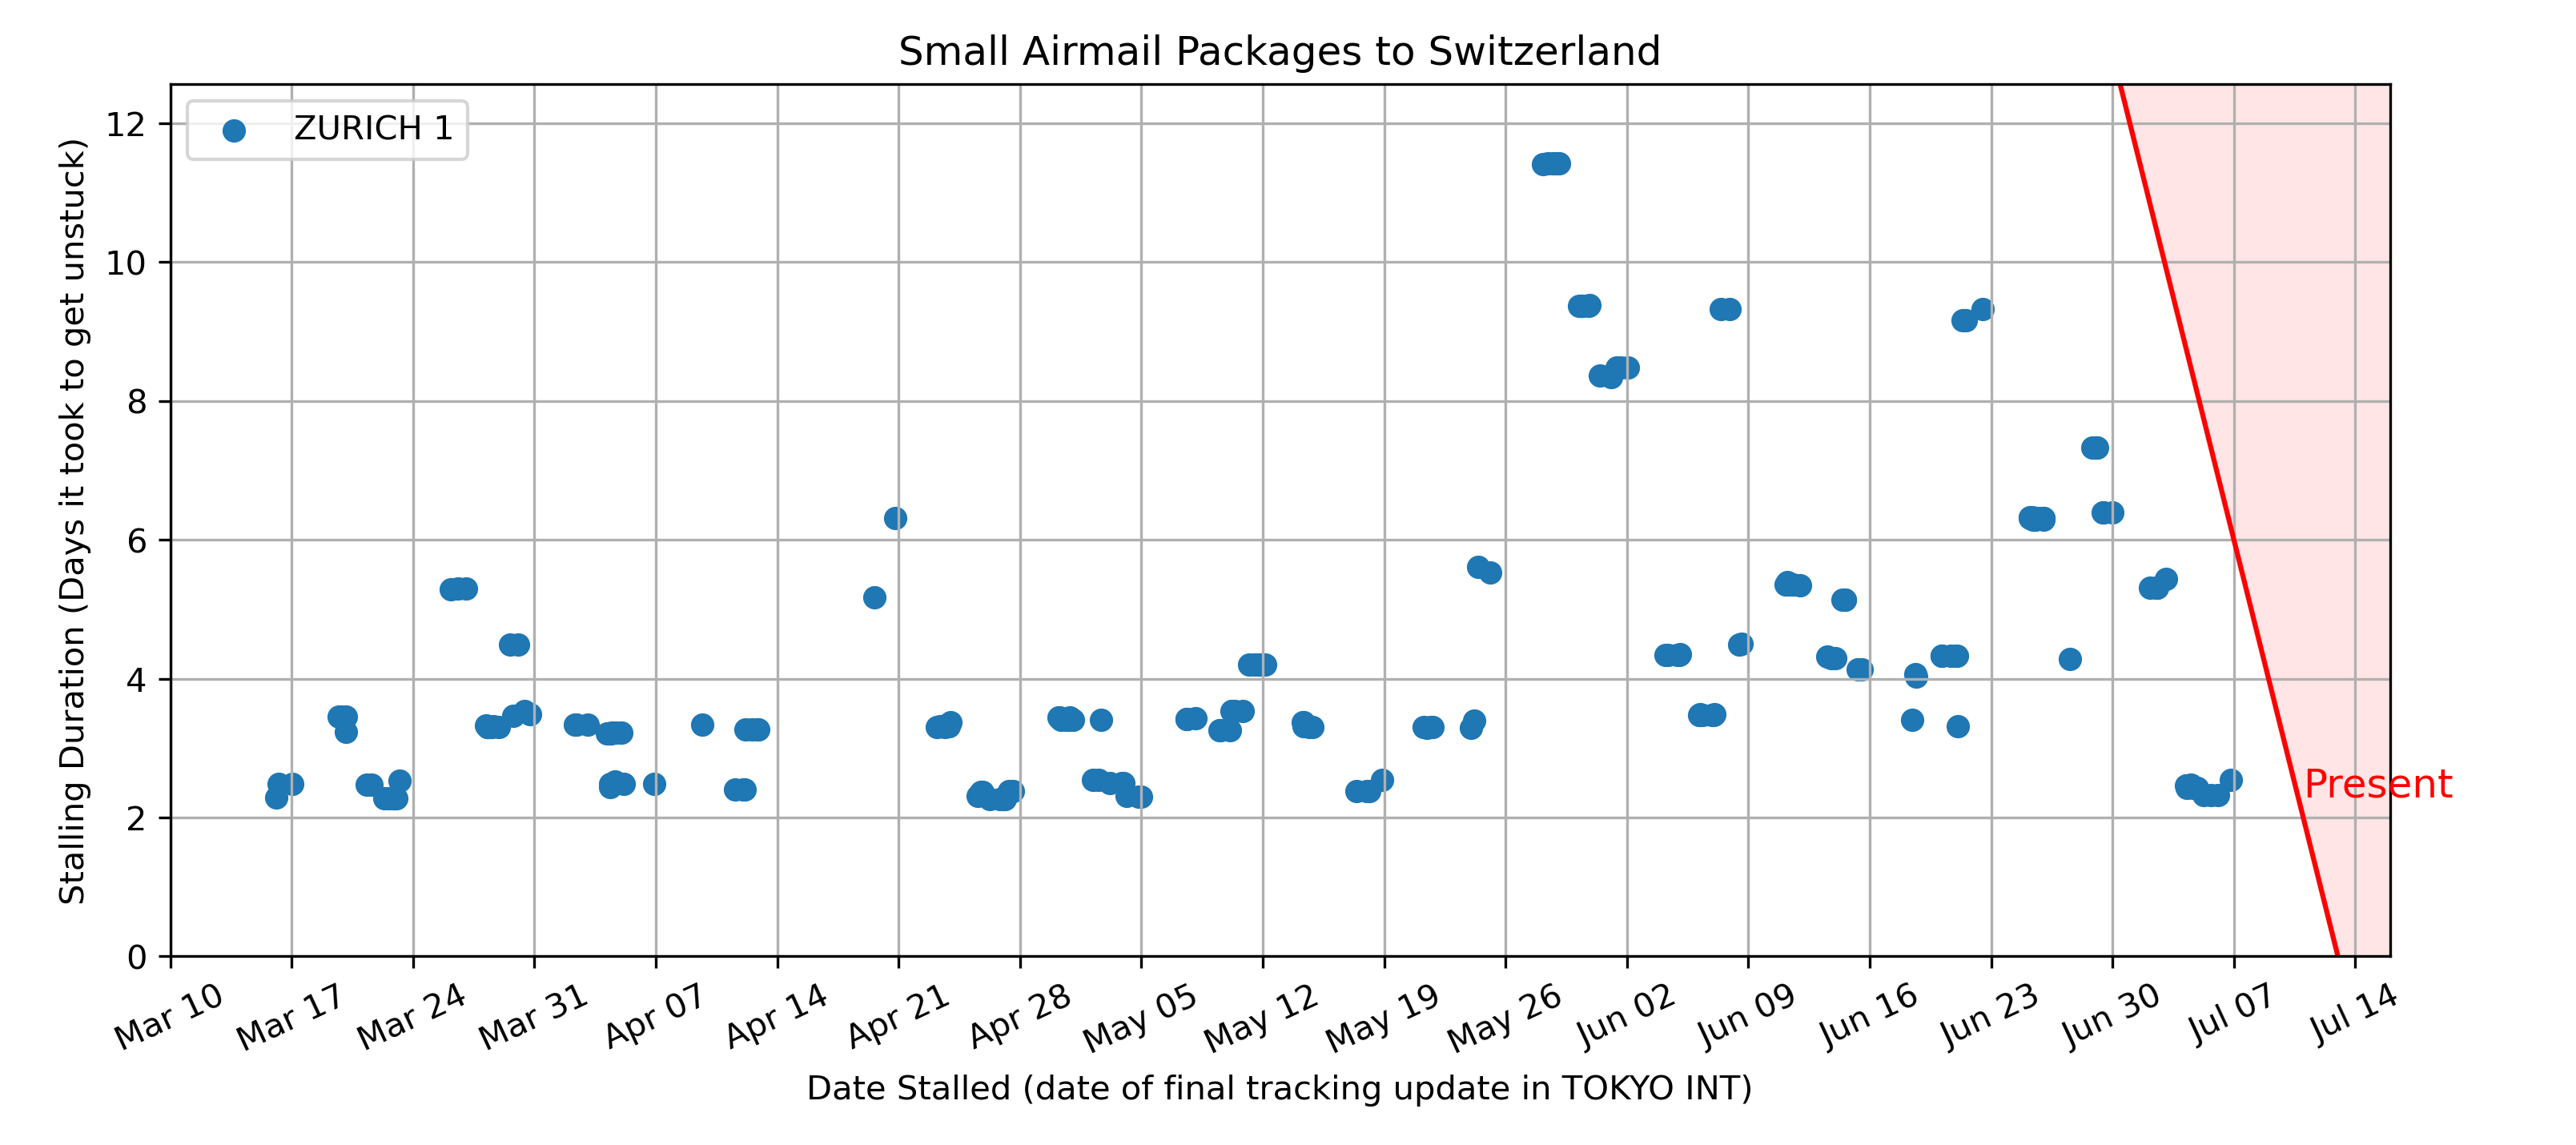 Small Airmail Packages to Switzerland
ZURICH 1
Stalling Duration (Days it took to get unstuck)
12
10
8
6
4
2
0
Present
Mar 10
Mar 17
Mar 24
Mar 31
Apr 07
Apr 14
Apr 21
Apr 28
May 05
May 12
May 19
May 26
Jun 02
Jun 09
Jun 16
Jun 23
Jun 30
Jul 07
Jul 14
Date Stalled (date of final tracking update in TOKYO INT)